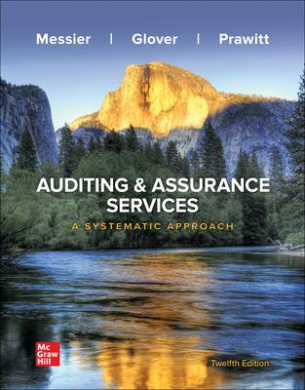 Messier | Glover | Prawitt
AUDITING & ASSURANCE
SERVICES
A SYSTEMATIC APPROACH
Mc
Graw
Hill
Twelfth Edition